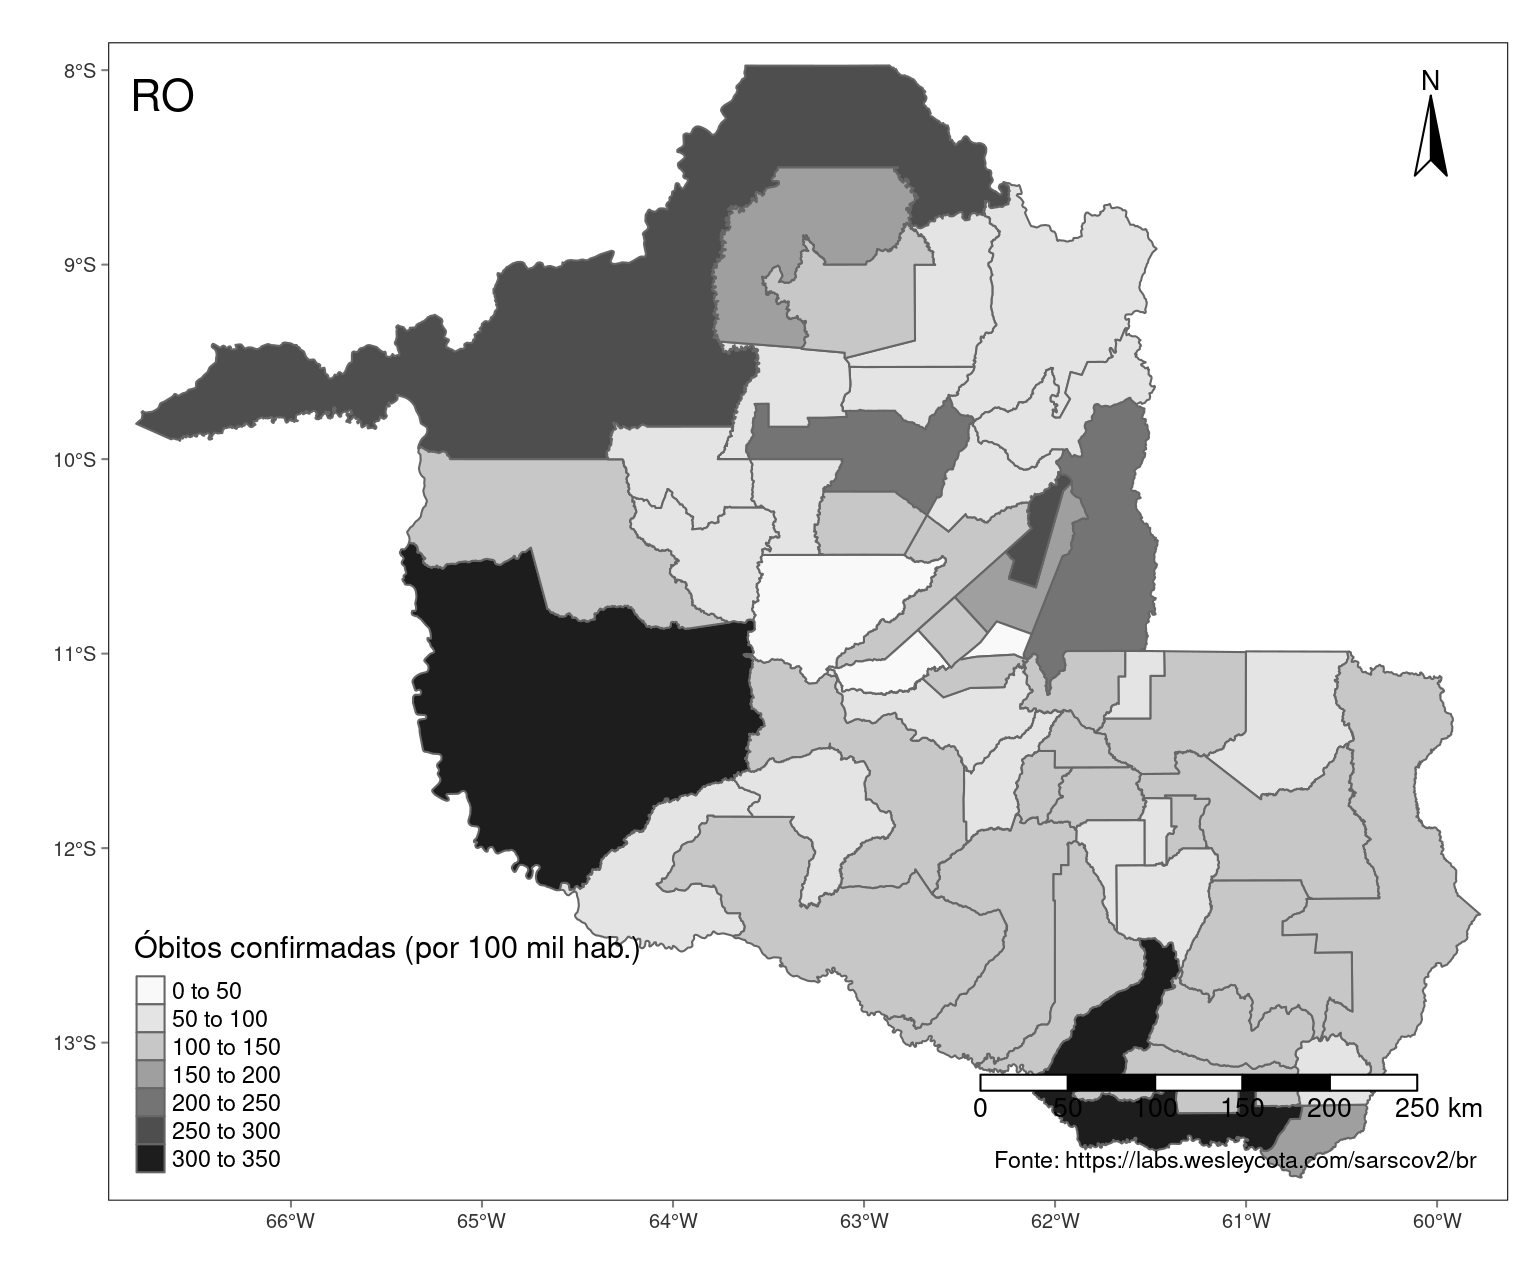 RO
N
8°S
9°S
10°S
11°S
12°S
13°S
Óbitos confirmadas (por 100 mil hab.)
0 to 50
50 to 100
100 to 150
150 to 200
200 to 250
250 to 300
300 to 350
0 50 100 150 200 250 km
Fonte: https://labs.wesleycota.com/sarscov2/br
66°W 65°W 64°W 63°W 62°W 61°W 60°W